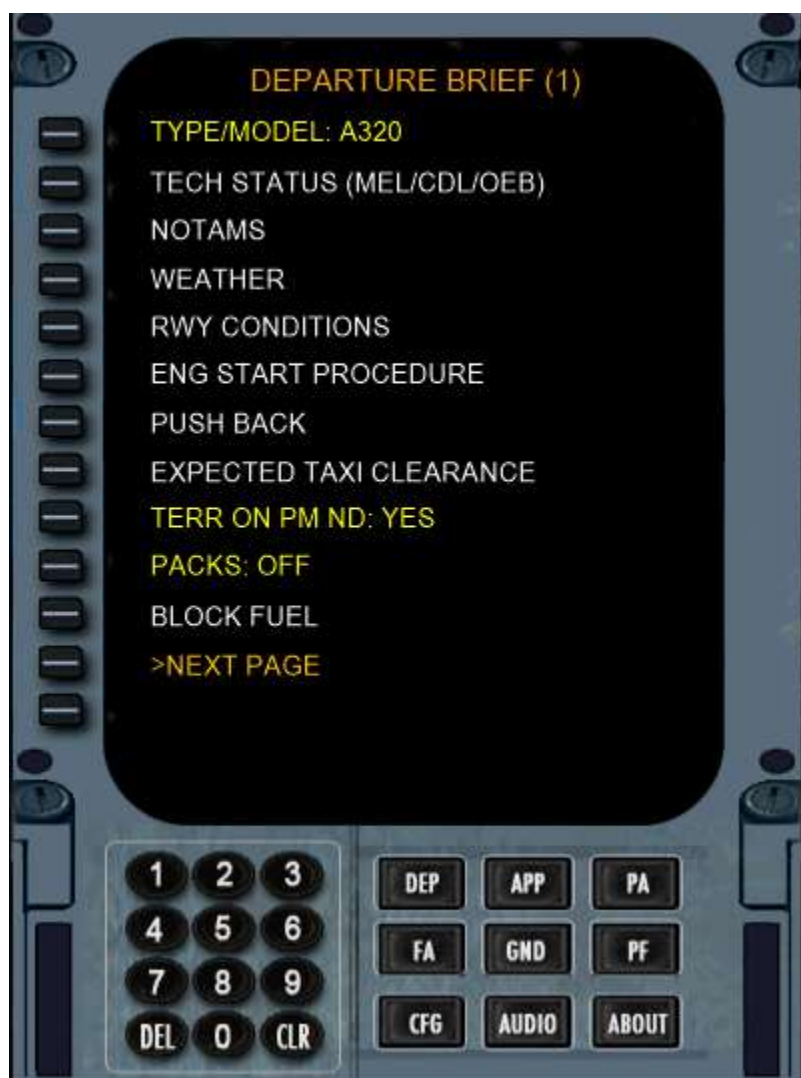 DEPARTURE BRIEF (1)
TYPE/MODEL: A320
TECH STATUS (MEL/CDL/OEB)
NOTAMS
WEATHER
RWY CONDITIONS
ENG START PROCEDURE
PUSH BACK
EXPECTED TAXI CLEARANCE
TERR ON PM ND: YES
PACKS: OFF
BLOCK FUEL
>NEXT PAGE
1 2 3
4 5 6
7 8 9
DEL 0 CLR
DEP APP PA
FA GND PF
CFG AUDIO ABOUT